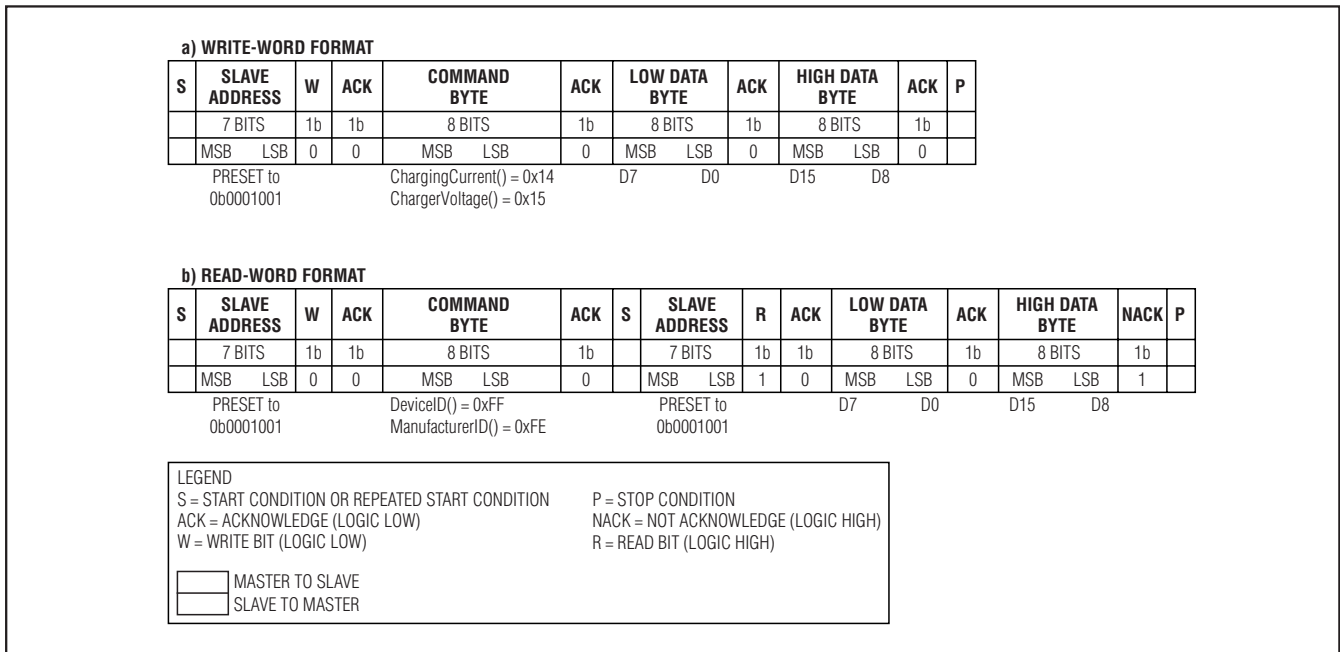 a) WRITE-WORD FORMAT
S SLAVE ADDRESS W ACK COMMAND BYTE ACK LOW DATA BYTE ACK HIGH DATA BYTE ACK P
7 BITS 1b 1b 8 BITS 1b 8 BITS 1b 8 BITS 1b
MSB LSB 0 0 MSB LSB 0 MSB LSB 0 MSB LSB 0
PRESET to ChargingCurrent() = 0x14 D7 D0 D15 D8
0b0001001 ChargerVoltage() = 0x15
b) READ-WORD FORMAT
S SLAVE ADDRESS W ACK COMMAND BYTE ACK S SLAVE ADDRESS R ACK LOW DATA BYTE ACK HIGH DATA BYTE NACK P
7 BITS 1b 1b 8 BITS 1b 7 BITS 1b 1b 8 BITS 1b 8 BITS 1b
MSB LSB 0 0 MSB LSB 0 MSB LSB 1 0 MSB LSB 0 MSB LSB 1
PRESET to DeviceID() = 0xFF PRESET to D7 D0 D15 D8
0b0001001 ManufacturerID() = 0xFE 0b0001001
LEGEND
S = START CONDITION OR REPEATED START CONDITION P = STOP CONDITION
ACK = ACKNOWLEDGE (LOGIC LOW) NACK = NOT ACKNOWLEDGE (LOGIC HIGH)
W = WRITE BIT (LOGIC LOW) R = READ BIT (LOGIC HIGH)
MASTER TO SLAVE
SLAVE TO MASTER